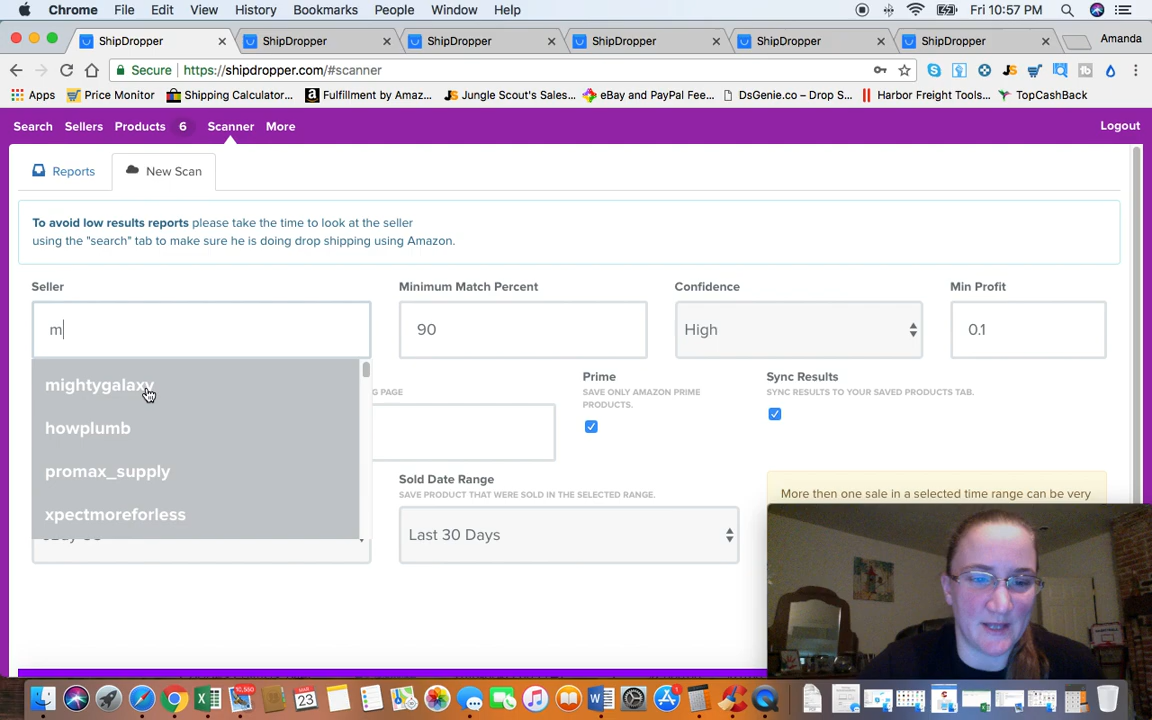 Chrome File Edit View History Bookmarks People Window Help Fri 10:57 PM
ShipDropper ShipDropper ShipDropper ShipDropper ShipDropper ShipDropper Amanda
Secure https://shipdropper.com/#scanner
Apps Price Monitor Shipping Calculator... Fulfillment by Amaz... JS Jungle Scout's Sales... eBay and PayPal Fee... DsGenie.co – Drop S... Harbor Freight Tools... TopCashBack
Search Sellers Products 6 Scanner More Logout
Reports New Scan
To avoid low results reports please take the time to look at the seller
using the "search" tab to make sure he is doing drop shipping using Amazon.
Seller Minimum Match Percent Confidence Min Profit
m 90 High 0.1
mightygalaxy
howplumb
promax_supply
xpectmoreforless
PAGE
Prime Sync Results
SAVE ONLY AMAZON PRIME SYNC RESULTS TO YOUR SAVED PRODUCTS TAB.
PRODUCTS.
Sold Date Range
SAVE PRODUCT THAT WERE SOLD IN THE SELECTED RANGE.
More then one sale in a selected time range can be very
Last 30 Days